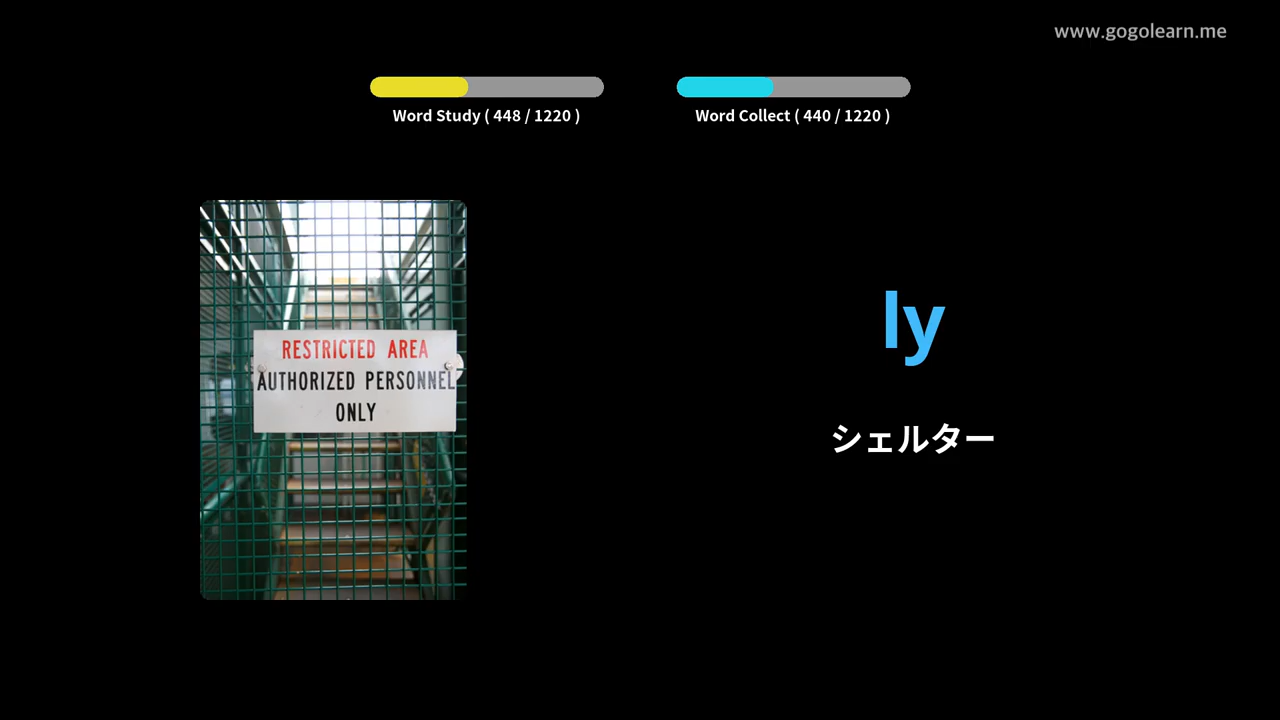 www.gogolearn.me
Word Study ( 448 / 1220 )
Word Collect ( 440 / 1220 )
RESTRICTED AREA
AUTHORIZED PERSONNEL
ONLY
ly
シェルター